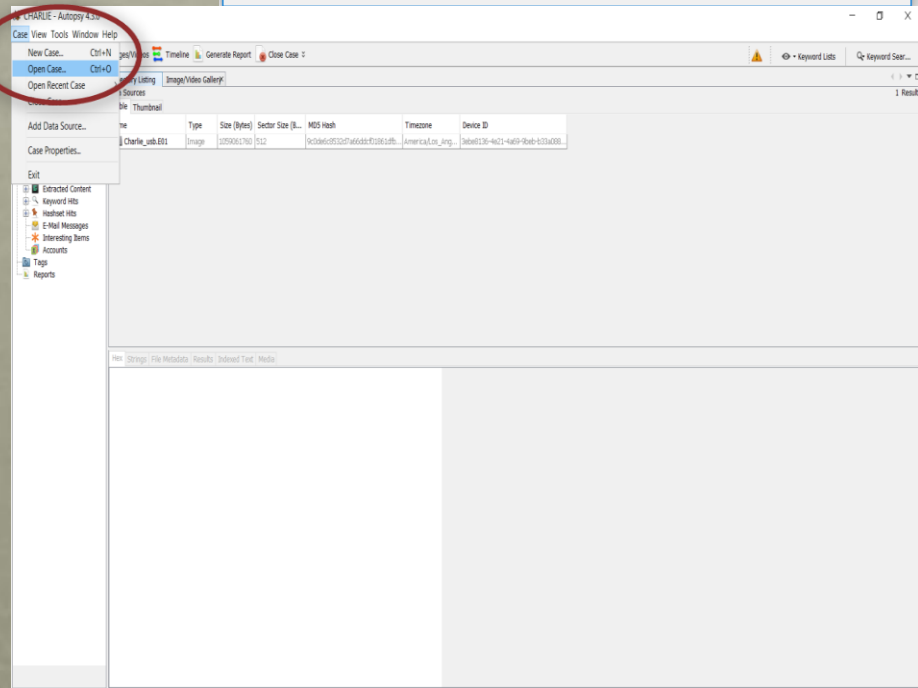 CHARLIE - Autopsy 4.3.0
Case View Tools Window Help
New Case... Ctrl+N
Open Case... Ctrl+O
Open Recent Case
Add Data Source...
Case Properties...
Exit
Timeline Generate Report Close Case
Keyword Lists Keyword Sear...
Listing Image/Video Gallery
Sources
1 Result
Thumbnail
Type Size (Bytes) Sector Size (B... MD5 Hash Timezone Device ID
Charlie_usb.E01 Image 1059061760 512 America/Los_Ang...
Extracted Content
Keyword Hits
Hashset Hits
E-Mail Messages
Interesting Items
Accounts
Tags
Reports
Hex Strings File Metadata Results Indexed Text Media